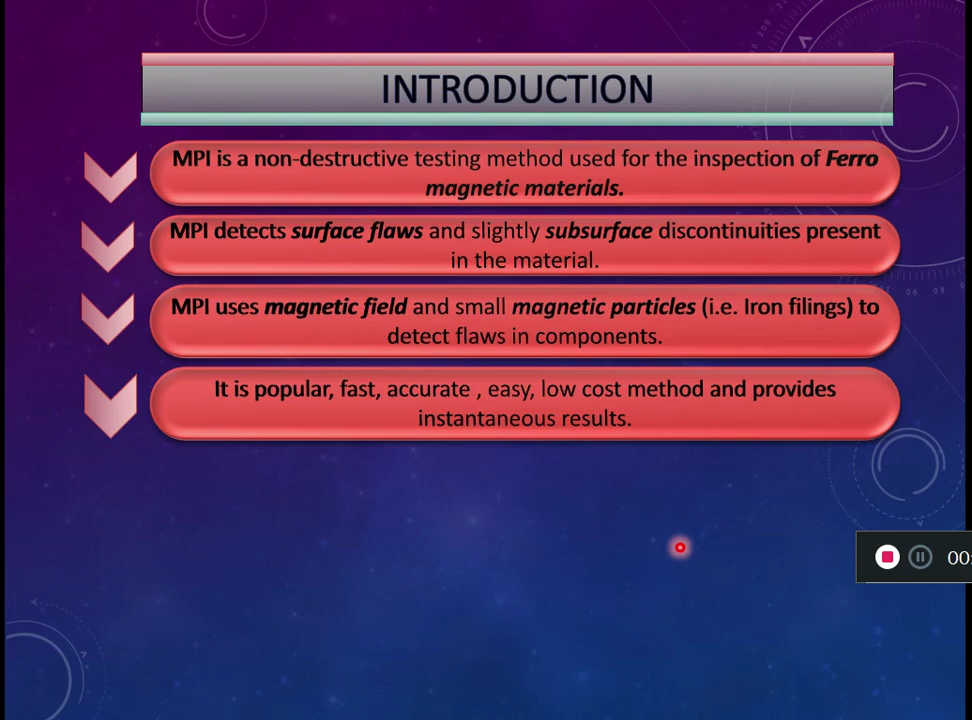 INTRODUCTION
MPI is a non-destructive testing method used for the inspection of Ferro
magnetic materials.
MPI detects surface flaws and slightly subsurface discontinuities present
in the material.
MPI uses magnetic field and small magnetic particles (i.e. Iron filings) to
detect flaws in components.
It is popular, fast, accurate , easy, low cost method and provides
instantaneous results.
00: